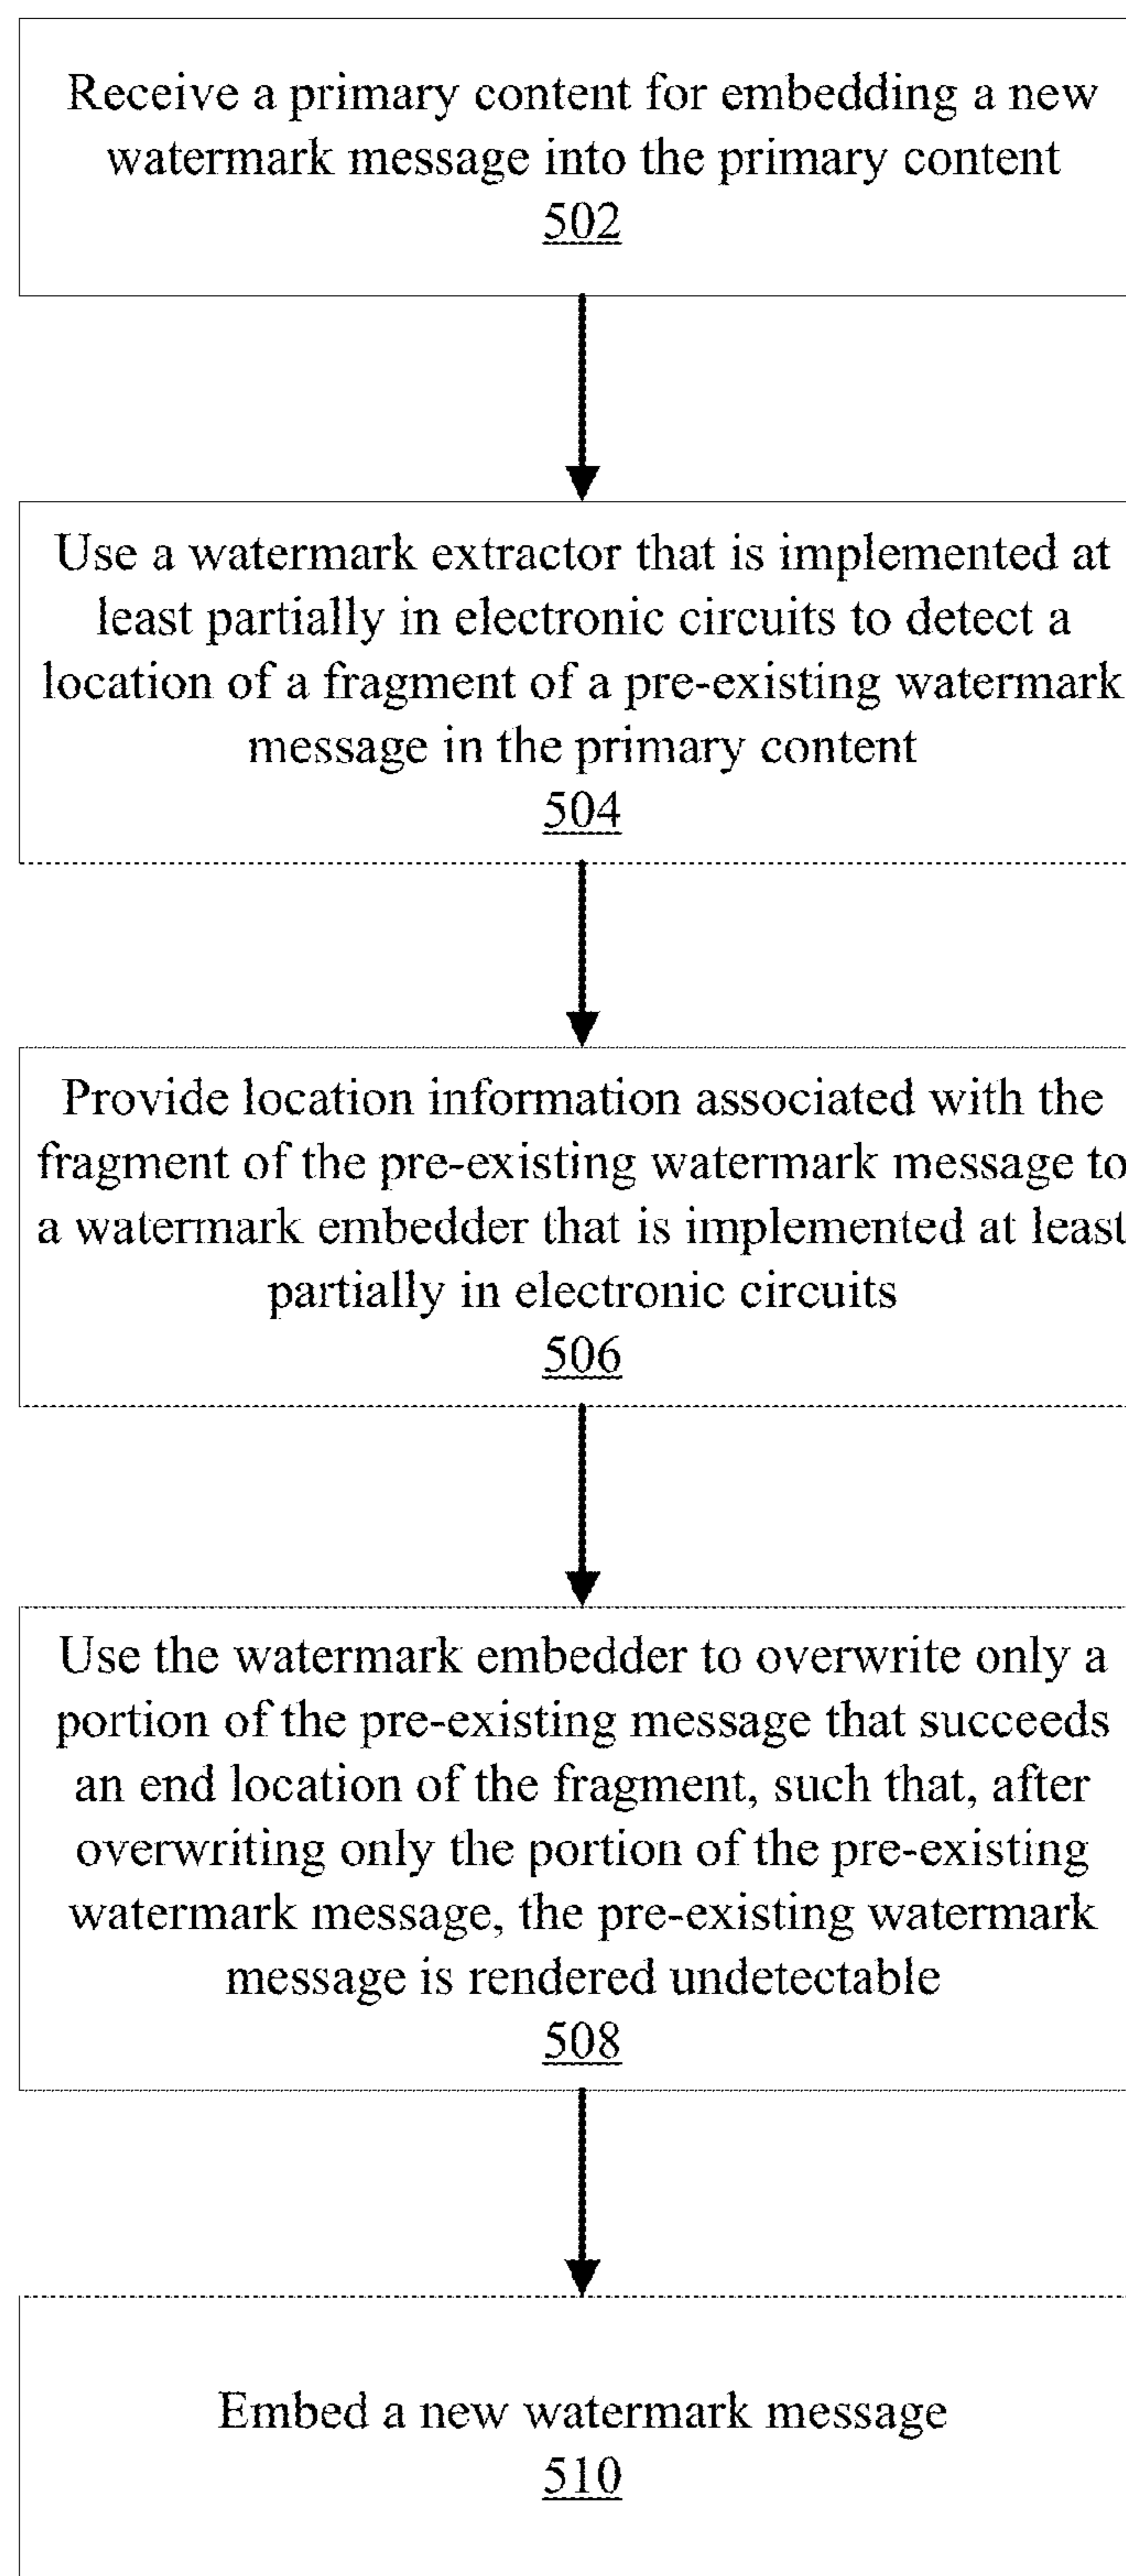 Receive a primary content for embedding a new
watermark message into the primary content
502
Use a watermark extractor that is implemented at
least partially in electronic circuits to detect a
location of a fragment of a pre-existing watermark
message in the primary content
504
Provide location information associated with the
fragment of the pre-existing watermark message to
a watermark embedder that is implemented at least
partially in electronic circuits
506
Use the watermark embedder to overwrite only a
portion of the pre-existing message that succeeds
an end location of the fragment, such that, after
overwriting only the portion of the pre-existing
watermark message, the pre-existing watermark
message is rendered undetectable
508
Embed a new watermark message
510